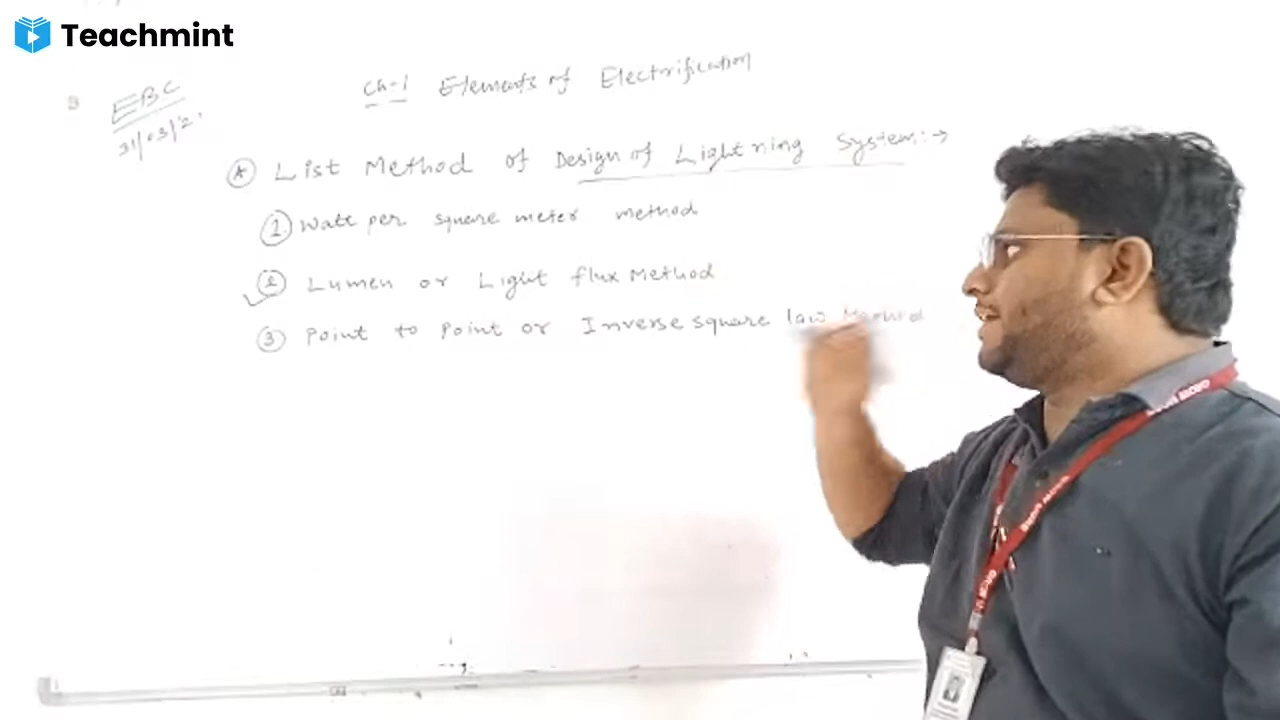 Teachmint
EBC
31/03/2
Ch-1 Elements of Electrification
List Method of Design of Lightning System:→
① Watt per square meter method
② Lumen or Light flux Method
③ Point to Point or Inverse square law Method